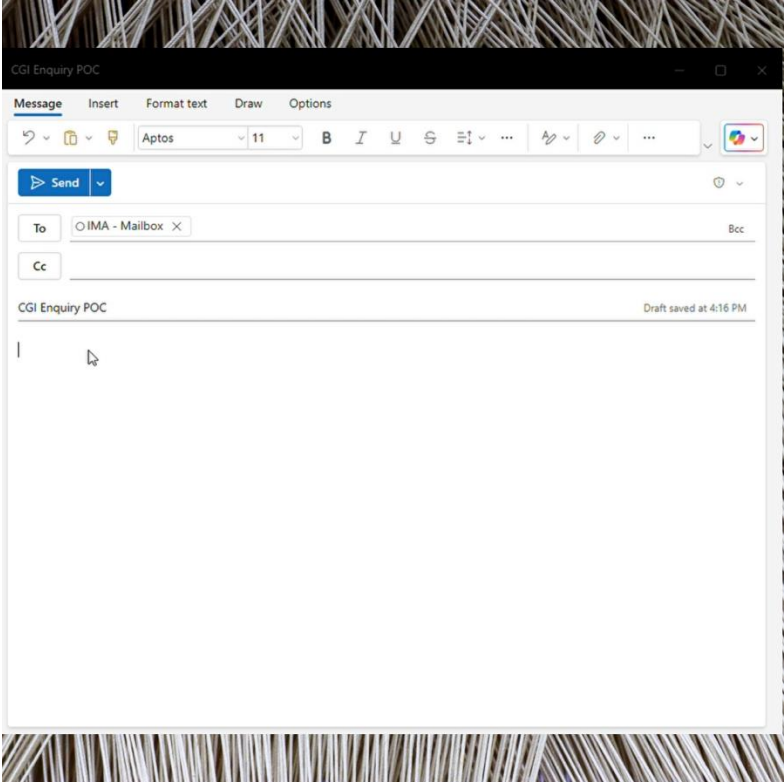 CGI Enquiry POC
Message Insert Format text Draw Options
Aptos 11 B I U S
Send
To IMA - Mailbox Bcc
Cc
CGI Enquiry POC Draft saved at 4:16 PM